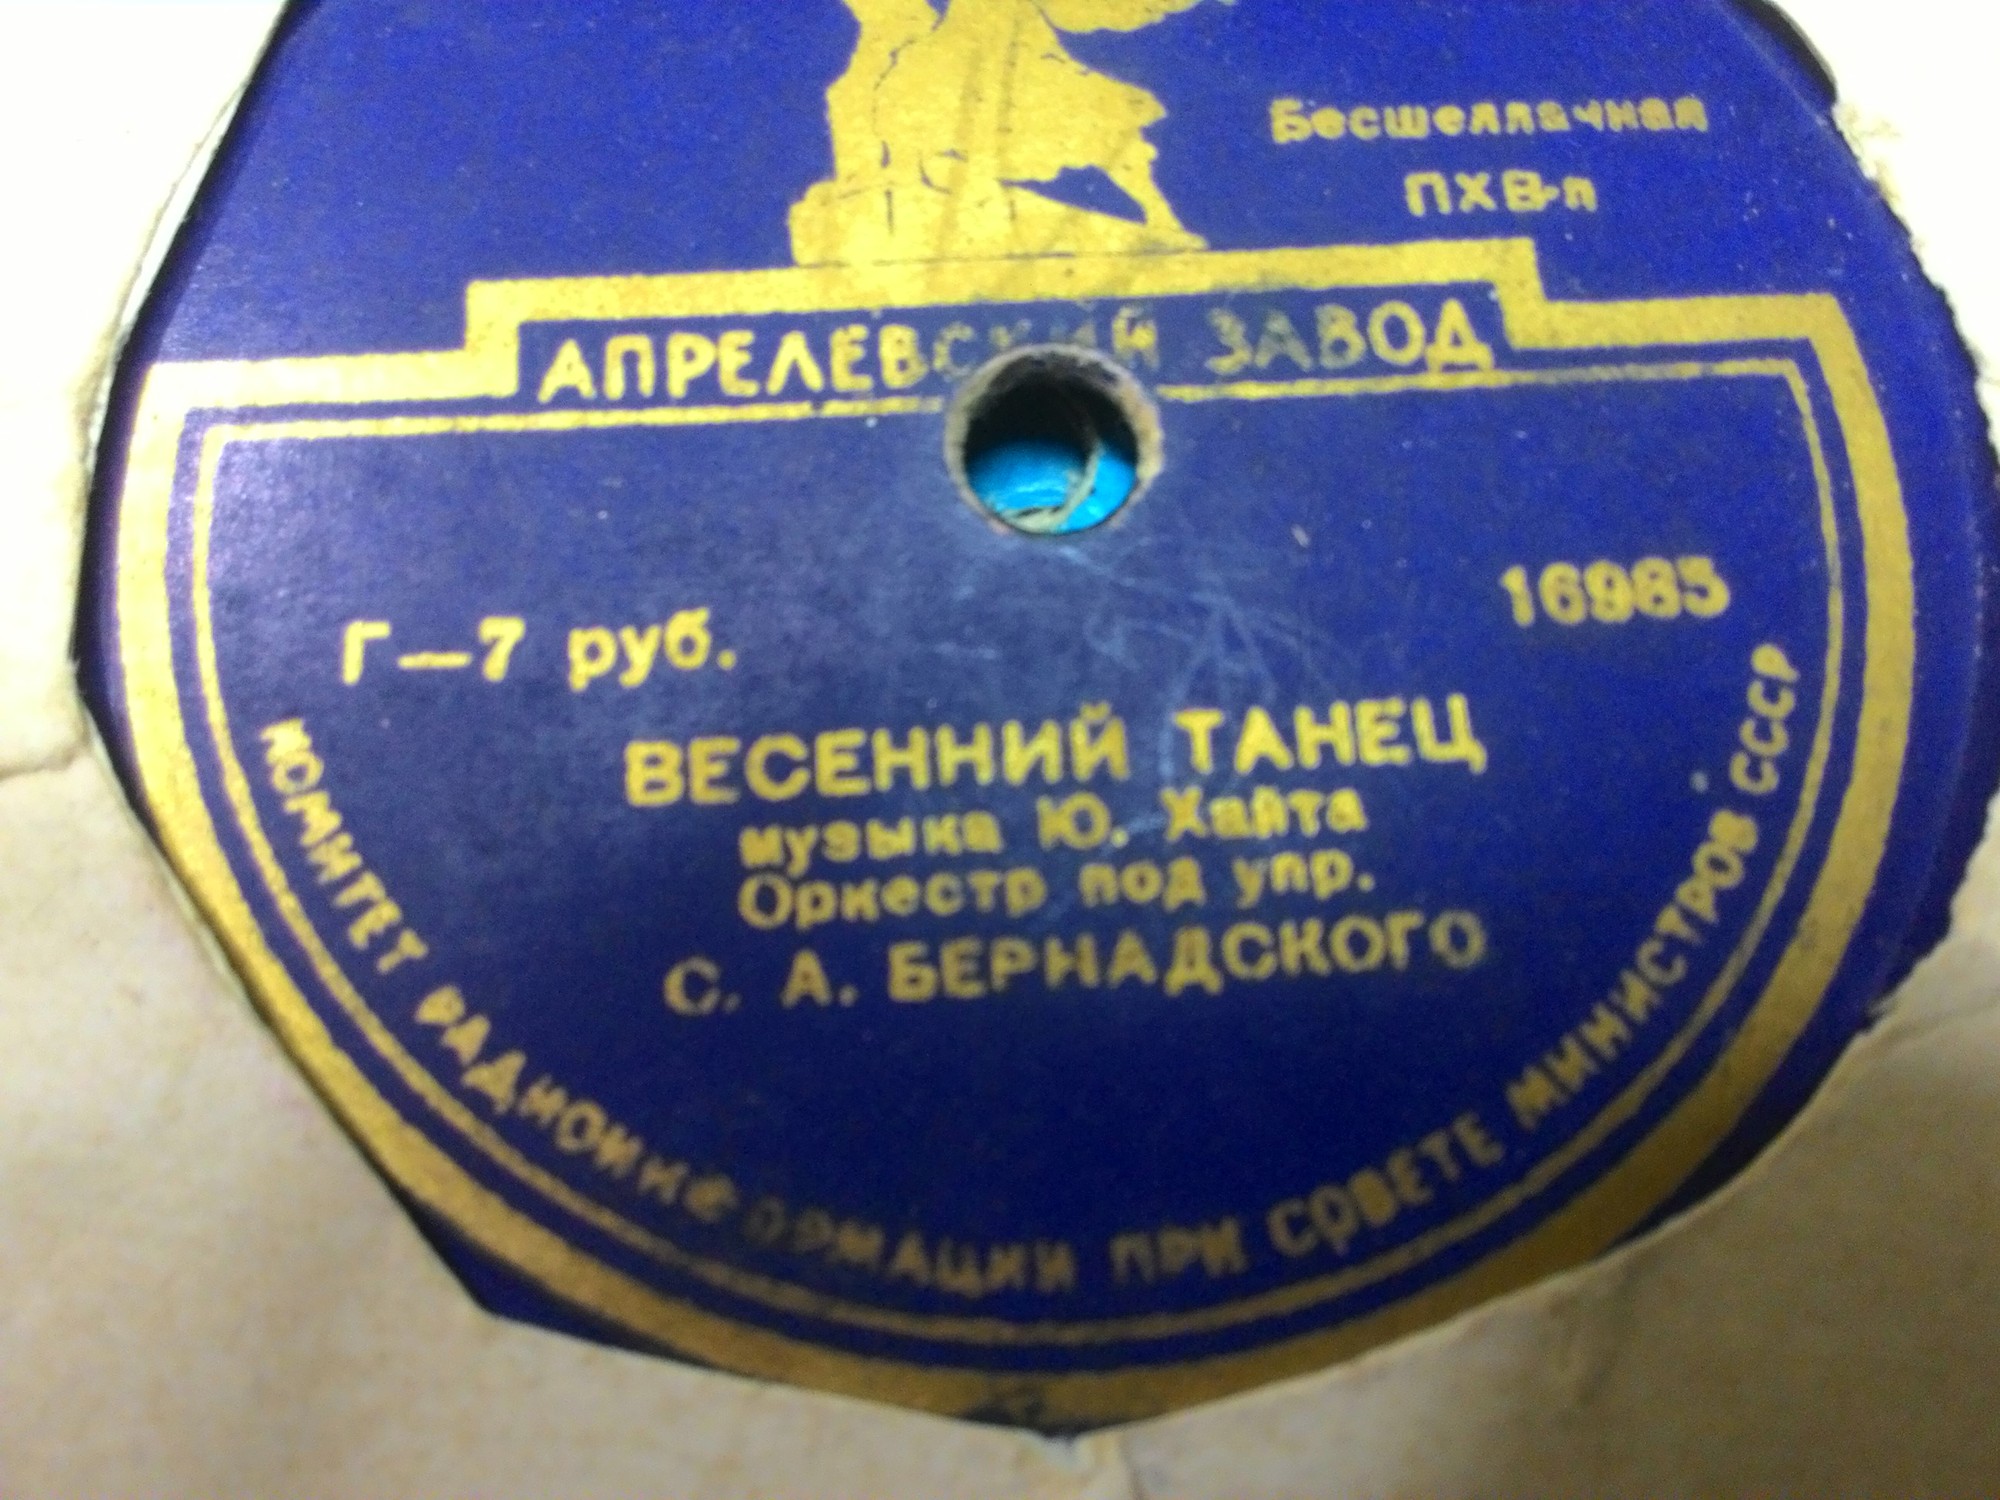 Бесшеллачная
ПХВ-п
АПРЕЛЕВСКИЙ ЗАВОД
Г—7 руб.
16985
ВЕСЕННИЙ ТАНЕЦ
музыка Ю. Хайта
Оркестр под упр.
С. А. БЕРНАДСКОГО
КОМИТЕТ РАДИОИНФОРМАЦИИ ПРИ СОВЕТЕ МИНИСТРОВ СССР